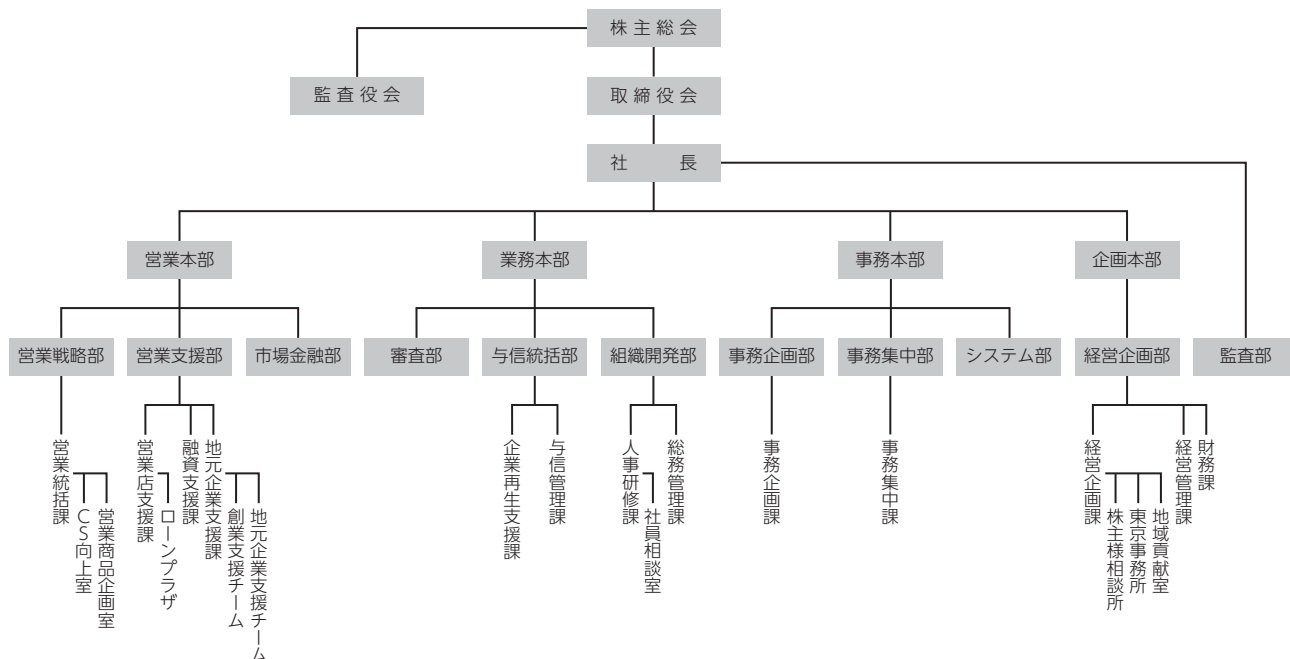 株主総会
監査役会
取締役会
社　　長
営業本部
業務本部
事務本部
企画本部
営業戦略部
営業支援部
市場金融部
審査部
与信統括部
組織開発部
事務企画部
事務集中部
システム部
経営企画部
監査部
営業統括課
CS向上室
営業商品企画室
営業店支援課
ローンプラザ
融資支援課
地元企業支援課
創業支援チーム
地元企業支援チーム
企業再生支援課
与信管理課
人事研修課
社員相談室
総務管理課
事務企画課
事務集中課
経営企画課
株主様相談所
東京事務所
地域貢献室
経営管理課
財務課